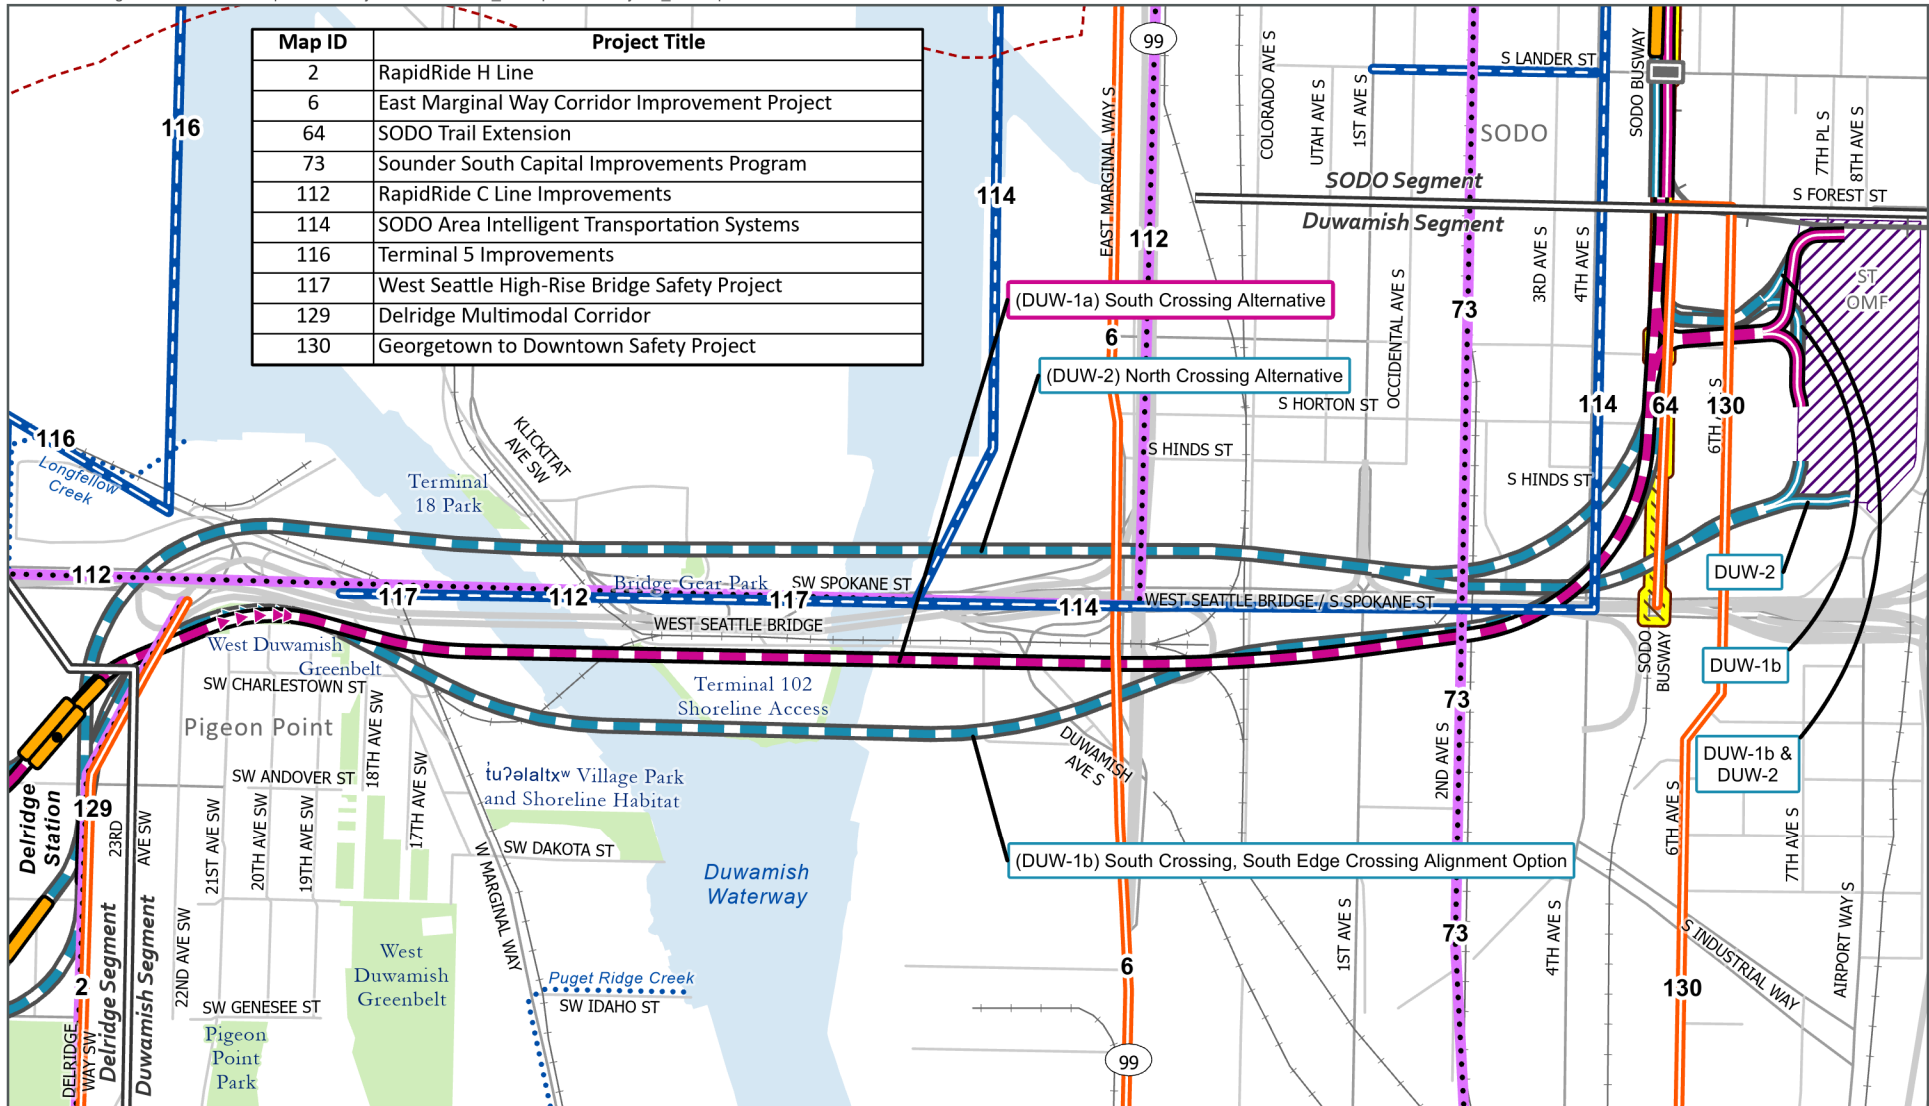 Map ID Project Title
2 RapidRide H Line
6 East Marginal Way Corridor Improvement Project
64 SODO Trail Extension
73 Sounder South Capital Improvements Program
112 RapidRide C Line Improvements
114 SODO Area Intelligent Transportation Systems
116 Terminal 5 Improvements
117 West Seattle High-Rise Bridge Safety Project
129 Delridge Multimodal Corridor
130 Georgetown to Downtown Safety Project
99
COLORADO AVE S
UTAH AVE S
1ST AVE S
S LANDER ST
SODO BUSWAY
SODO
7TH PL S
8TH AVE S
116
114
EAST MARGINAL WAY S
112
SODO Segment
Duwamish Segment
S FOREST ST
3RD AVE S
4TH AVE S
OCCIDENTAL AVE S
ST
OMF
(DUW-1a) South Crossing Alternative
73
6
(DUW-2) North Crossing Alternative
S HORTON ST
114
64
130
6TH AVE S
116
Longfellow
Creek
KLICKITAT
AVE SW
S HINDS ST
S HINDS ST
Terminal
18 Park
112
117
112
Bridge Gear Park
117
SW SPOKANE ST
114
WEST SEATTLE BRIDGE / S SPOKANE ST
WEST SEATTLE BRIDGE
DUW-2
West Duwamish
Greenbelt
SODO
BUSWAY
DUW-1b
SW CHARLESTON ST
Terminal 102
Shoreline Access
73
Pigeon Point
18TH AVE SW
17TH AVE SW
DUWAMISH
AVE S
2ND AVE S
DUW-1b &
DUW-2
SW ANDOVER ST
t̓uʔəlaltxʷ Village Park
and Shoreline Habitat
Delridge
Station
129
23RD
AVE SW
21ST AVE SW
20TH AVE SW
19TH AVE SW
6TH AVE S
7TH AVE S
W MARGINAL WAY SW
SW DAKOTA ST
(DUW-1b) South Crossing, South Edge Crossing Alignment Option
Duwamish
Waterway
22ND AVE SW
1ST AVE S
73
4TH AVE S
S INDUSTRIAL WAY
AIRPORT WAY S
West
Duwamish
Greenbelt
6
2
Puget Ridge Creek
130
SW GENESEE ST
SW IDAHO ST
Delridge Segment
Duwamish Segment
DELRIDGE
WAY SW
Pigeon
Point
Park
99